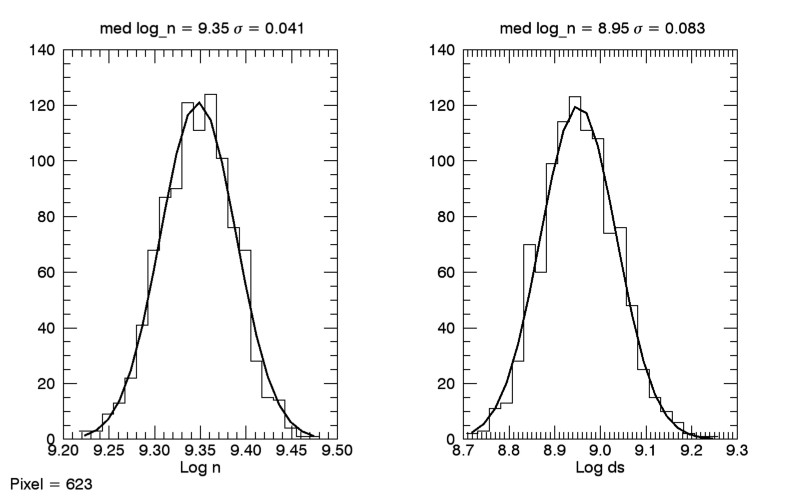 med log_n = 9.35 σ = 0.041
140
120
100
80
60
40
20
0
9.20 9.25 9.30 9.35 9.40 9.45 9.50
Log n
med log_n = 8.95 σ = 0.083
140
120
100
80
60
40
20
0
8.7 8.8 8.9 9.0 9.1 9.2 9.3
Log ds
Pixel = 623